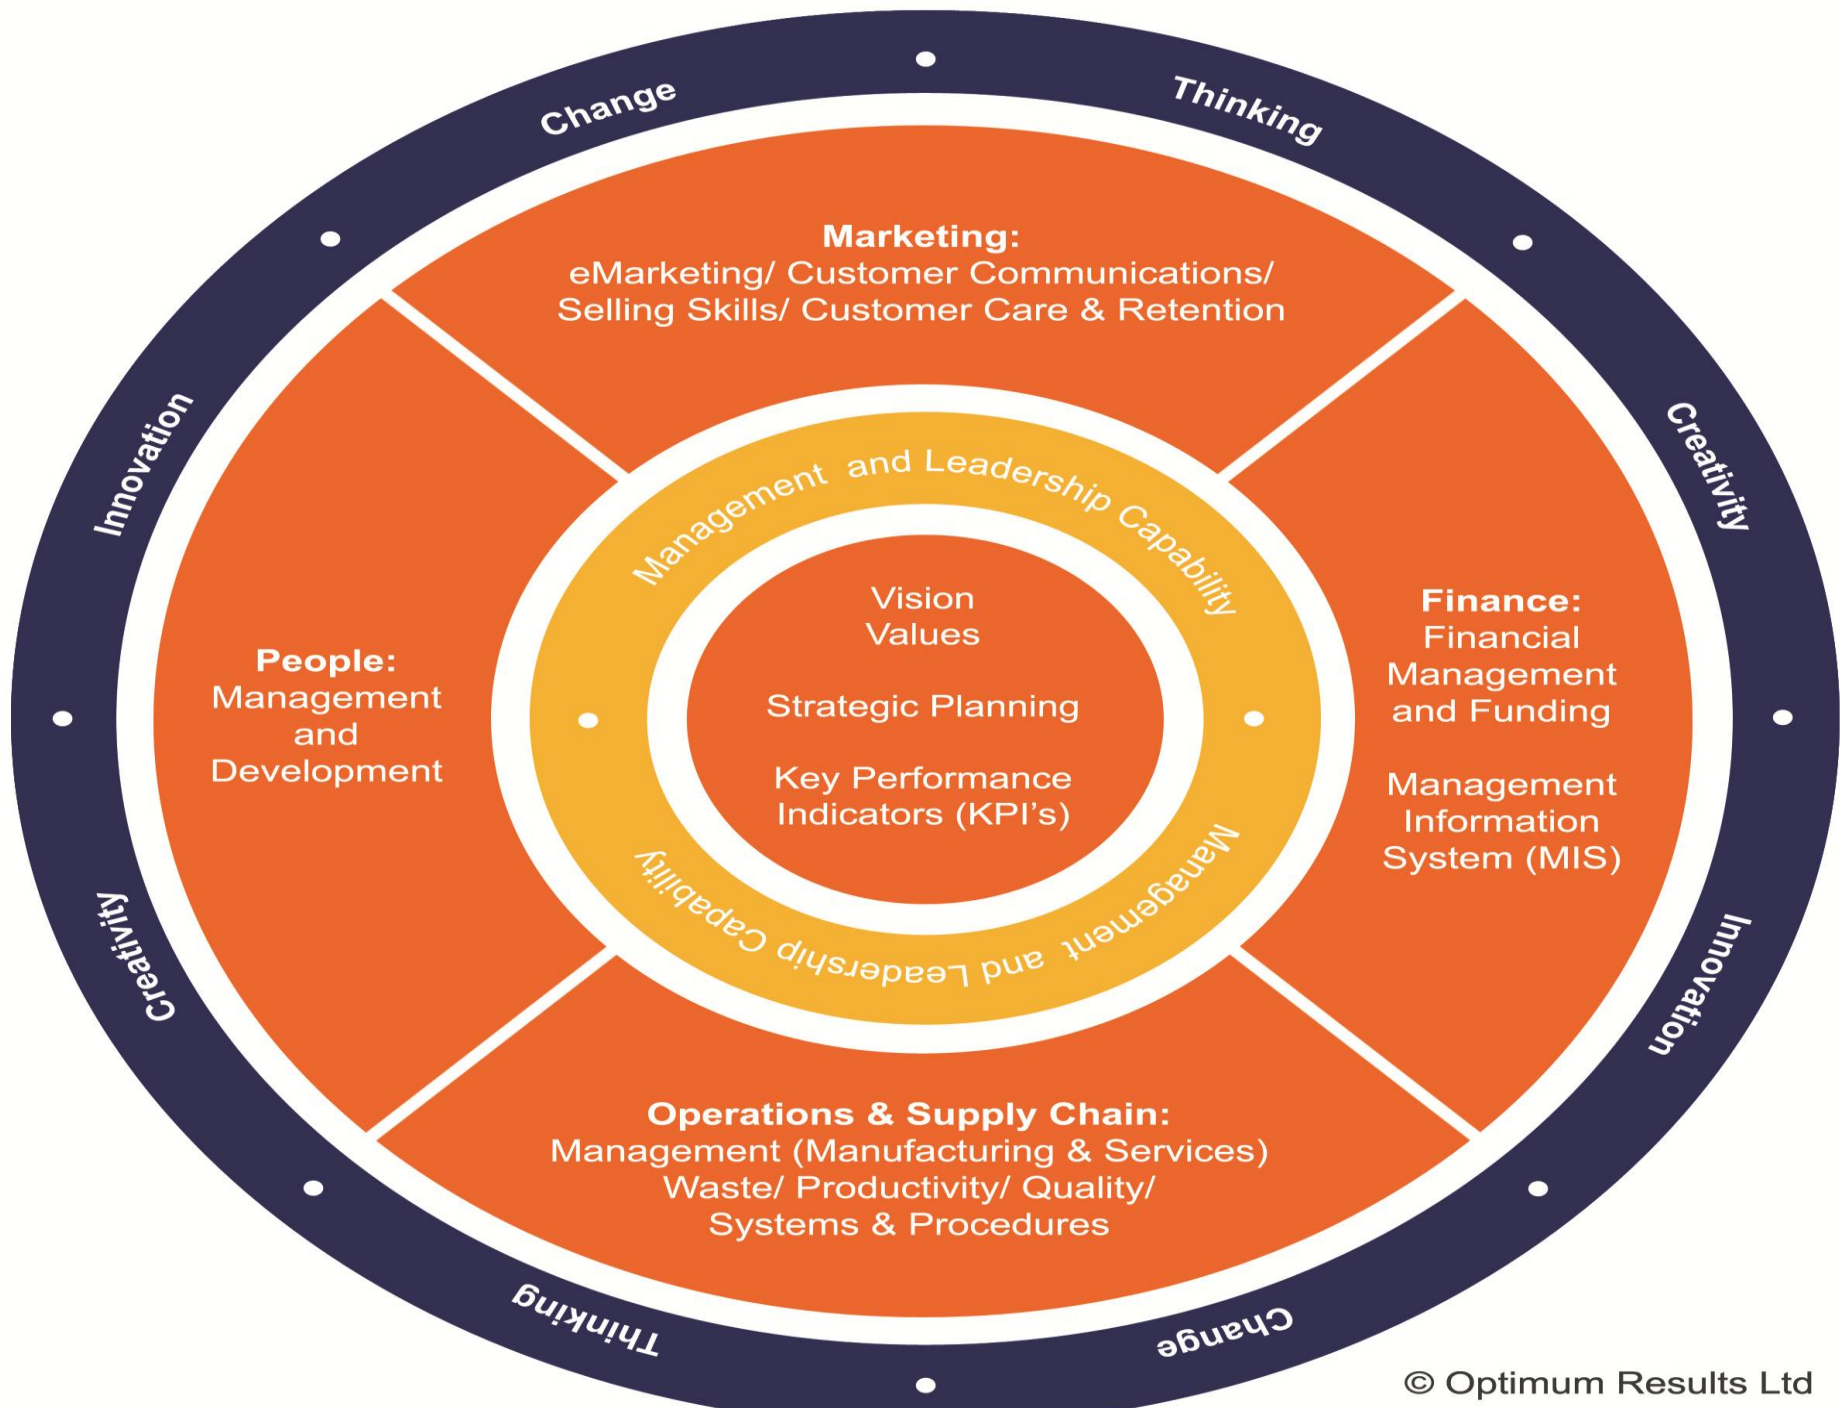 Change
Thinking
Creativity
Innovation
Change
Thinking
Creativity
Innovation
Marketing:
eMarketing/ Customer Communications/
Selling Skills/ Customer Care & Retention
Finance:
Financial
Management
and Funding
Management
Information
System (MIS)
Operations & Supply Chain:
Management (Manufacturing & Services)
Waste/ Productivity/ Quality/
Systems & Procedures
People:
Management
and
Development
Management and Leadership Capability
Management and Leadership Capability
Vision
Values
Strategic Planning
Key Performance
Indicators (KPI's)
© Optimum Results Ltd